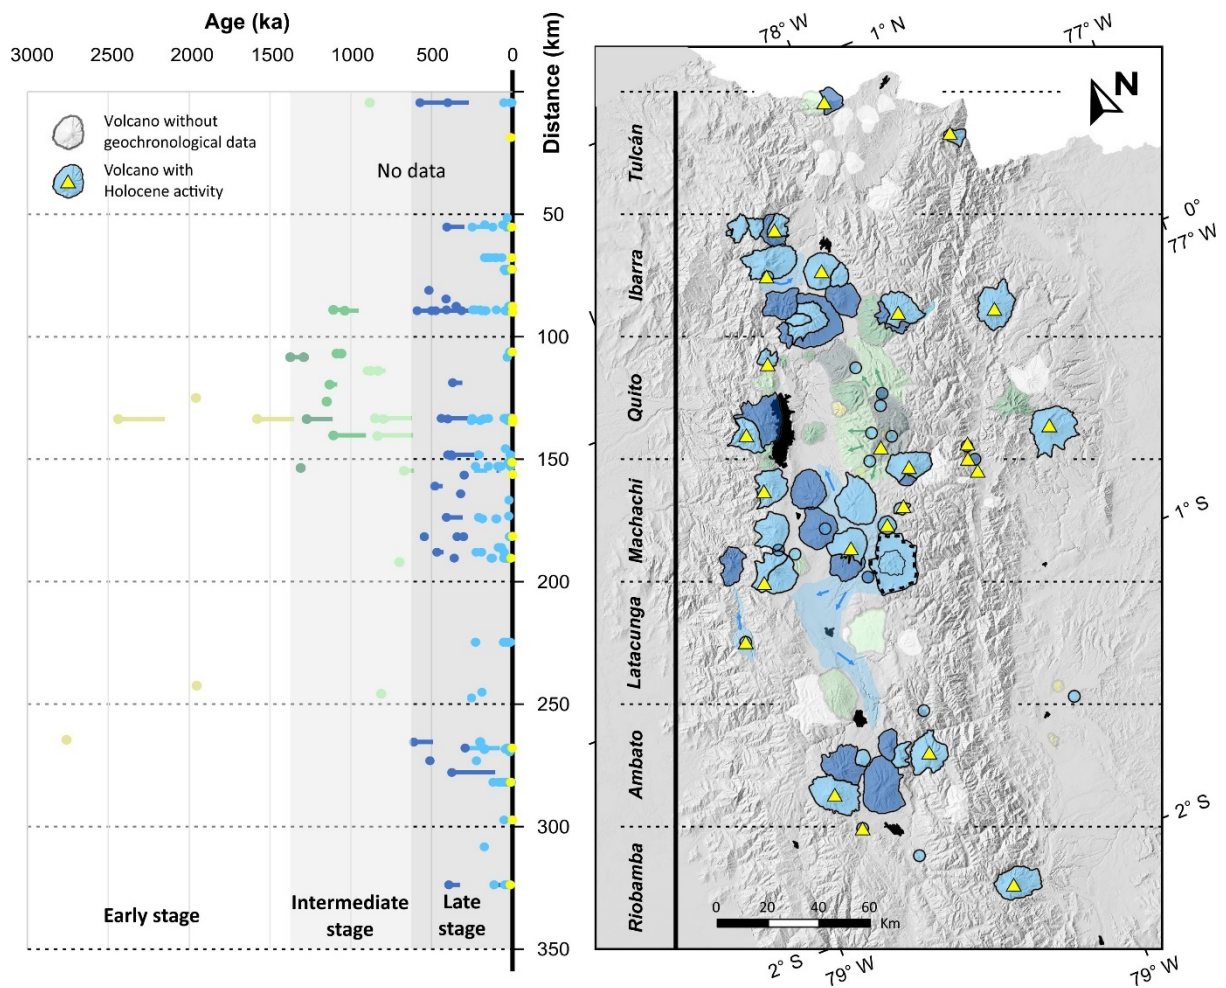 Age (ka)
3000
2500
2000
1500
1000
500
0
Distance (km)
Volcano without
geochronological data
Volcano with
Holocene activity
No data
50
100
150
200
250
300
350
Early stage
Intermediate
stage
Late
stage
78° W
1° N
77° W
N
0°
77° W
1° S
2° S
Tulcán
Ibarra
Quito
Machachi
Latacunga
Ambato
Riobamba
0
20
40
60
Km
2° S
79° W
79° W